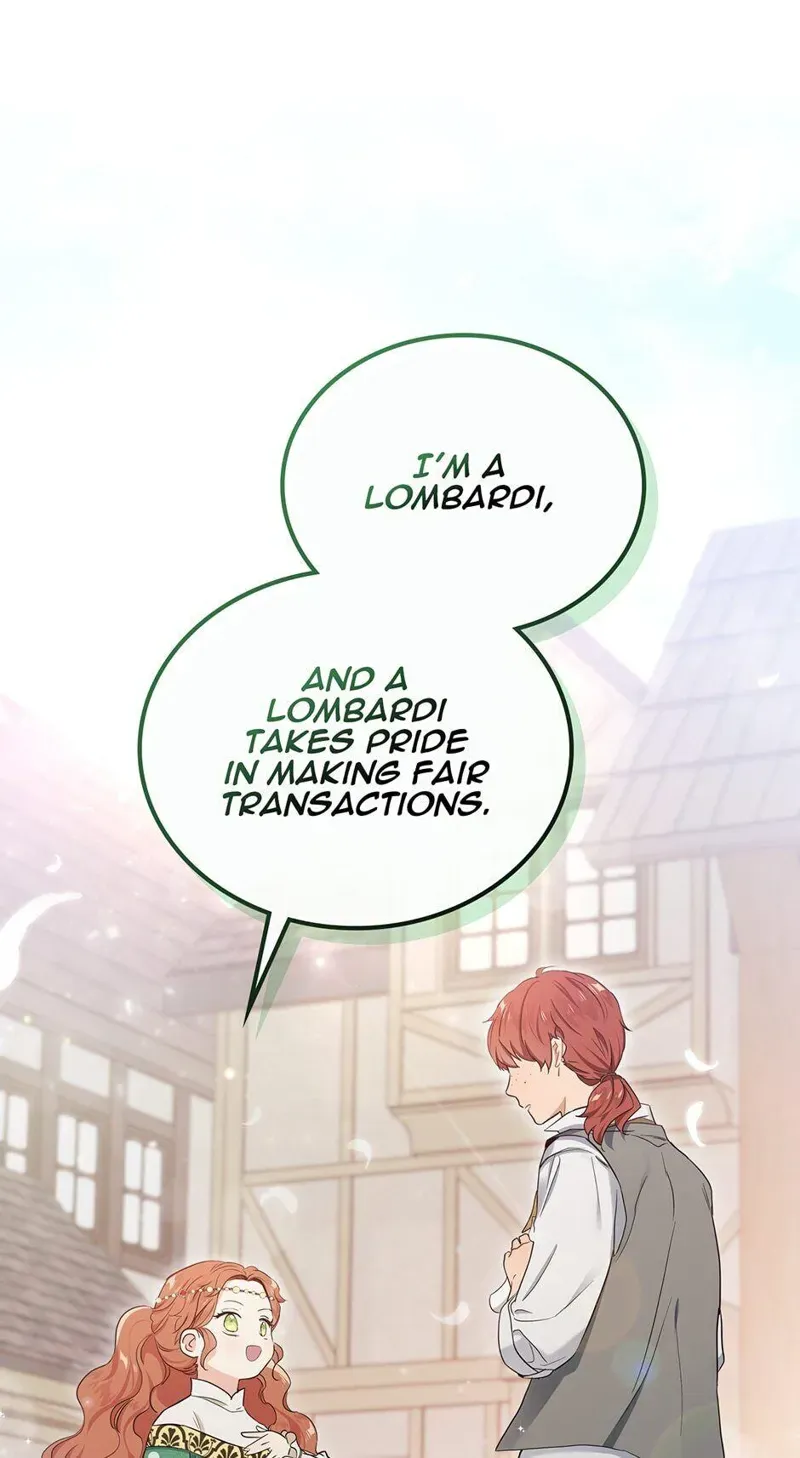 I'M A
LOMBARDI,
AND A
LOMBARDI
TAKES PRIDE
IN MAKING FAIR
TRANSACTIONS.